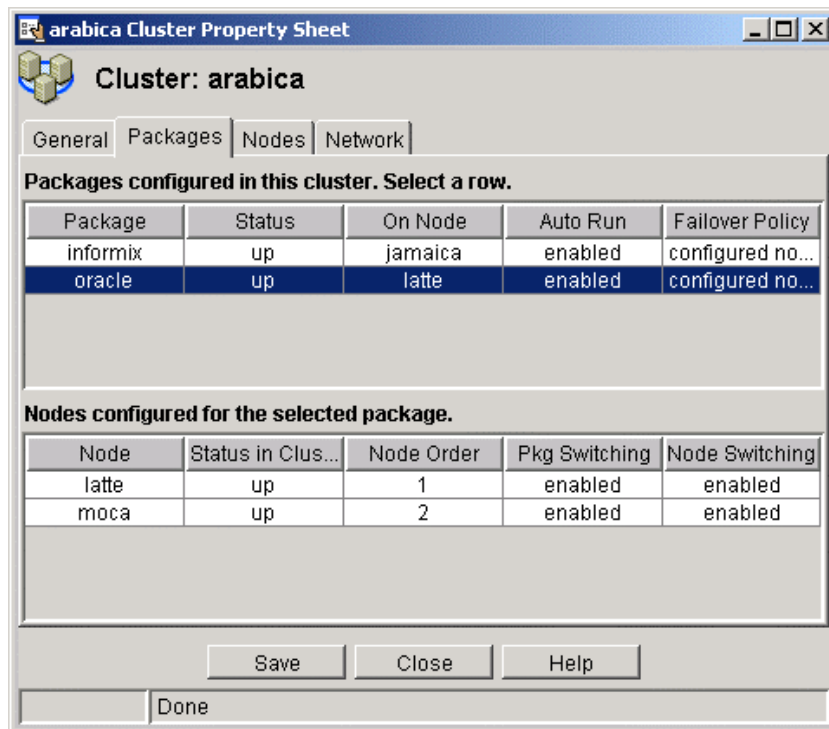 arabica Cluster Property Sheet
Cluster: arabica
General Packages Nodes Network
Packages configured in this cluster. Select a row.
Package Status On Node Auto Run Failover Policy
informix up jamaica enabled configured no...
oracle up latte enabled configured no...
Nodes configured for the selected package.
Node Status in Clus... Node Order Pkg Switching Node Switching
latte up 1 enabled enabled
moca up 2 enabled enabled
Save Close Help
Done